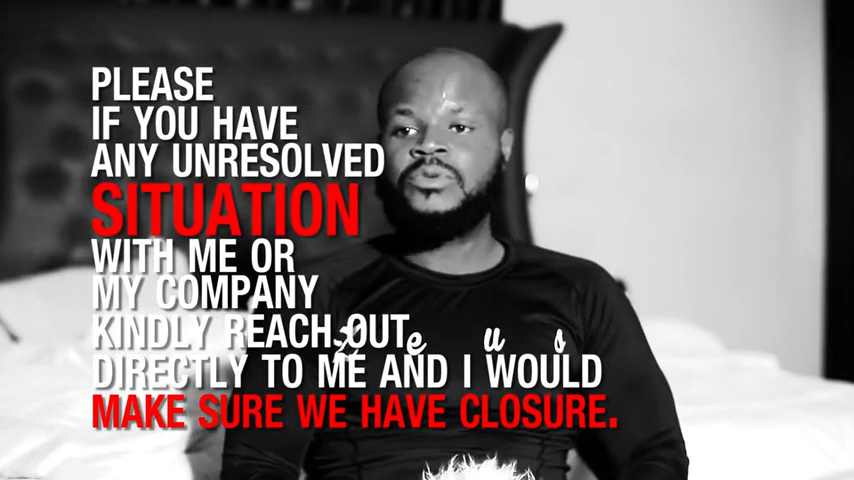 PLEASE
IF YOU HAVE
ANY UNRESOLVED
SITUATION
WITH ME OR
MY COMPANY
KINDLY REACH OUT
DIRECTLY TO ME AND I WOULD
MAKE SURE WE HAVE CLOSURE.